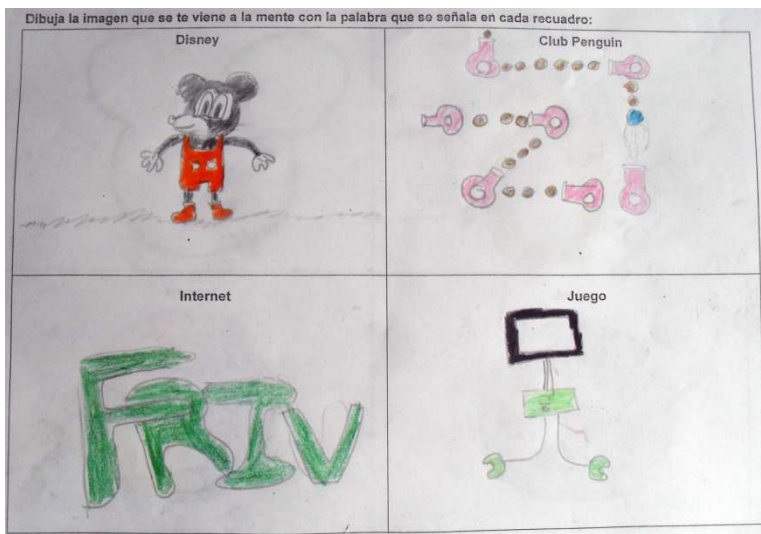 Dibuja la imagen que se te viene a la mente con la palabra que se señala en cada recuadro:
Disney
Club Penguin
Internet
Juego
FRIV